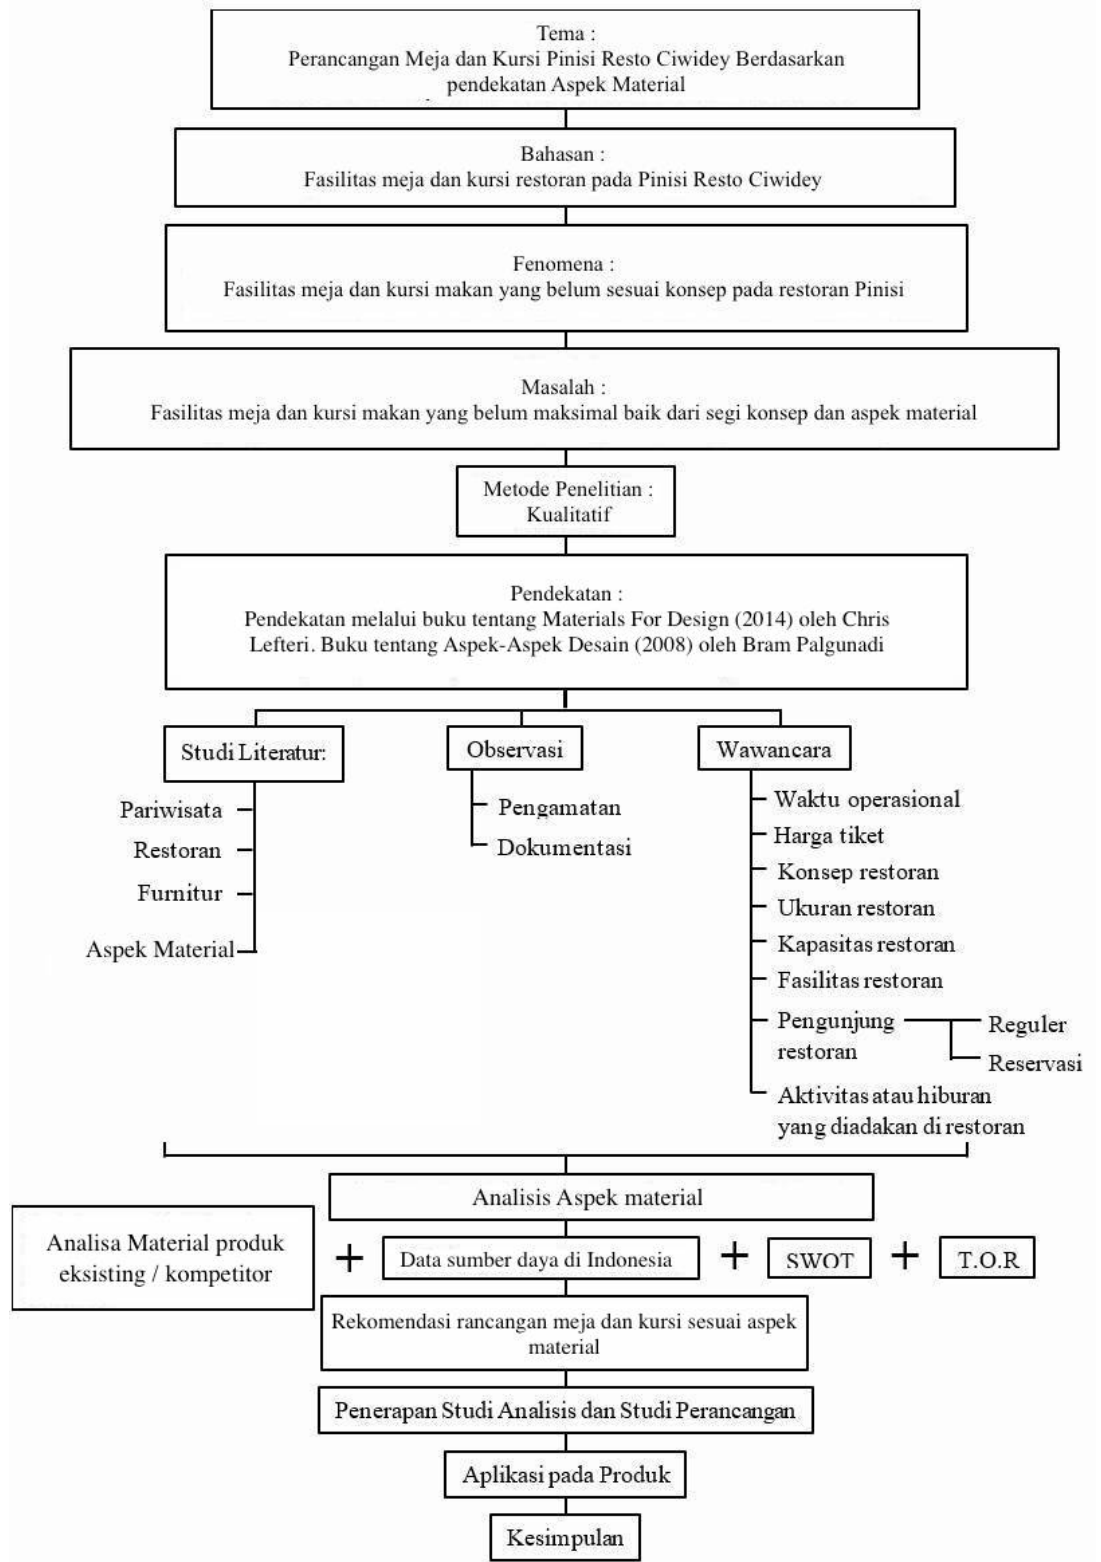 Tema :
Perancangan Meja dan Kursi Pinisi Resto Ciwidey Berdasarkan
pendekatan Aspek Material
Bahasan :
Fasilitas meja dan kursi restoran pada Pinisi Resto Ciwidey
Fenomena :
Fasilitas meja dan kursi makan yang belum sesuai konsep pada restoran Pinisi
Masalah :
Fasilitas meja dan kursi makan yang belum maksimal baik dari segi konsep dan aspek material
Metode Penelitian :
Kualitatif
Pendekatan :
Pendekatan melalui buku tentang Materials For Design (2014) oleh Chris
Lefteri. Buku tentang Aspek-Aspek Desain (2008) oleh Bram Palgunadi
Studi Literatur:
Pariwisata
Restoran
Furnitur
Aspek Material
Observasi
Pengamatan
Dokumentasi
Wawancara
Waktu operasional
Harga tiket
Konsep restoran
Ukuran restoran
Kapasitas restoran
Fasilitas restoran
Pengunjung
restoran
Reguler
Reservasi
Aktivitas atau hiburan
yang diadakan di restoran
Analisis Aspek material
Analisa Material produk
eksisting / kompetitor
+
Data sumber daya di Indonesia
+
SWOT
+
T.O.R
Rekomendasi rancangan meja dan kursi sesuai aspek
material
Penerapan Studi Analisis dan Studi Perancangan
Aplikasi pada Produk
Kesimpulan